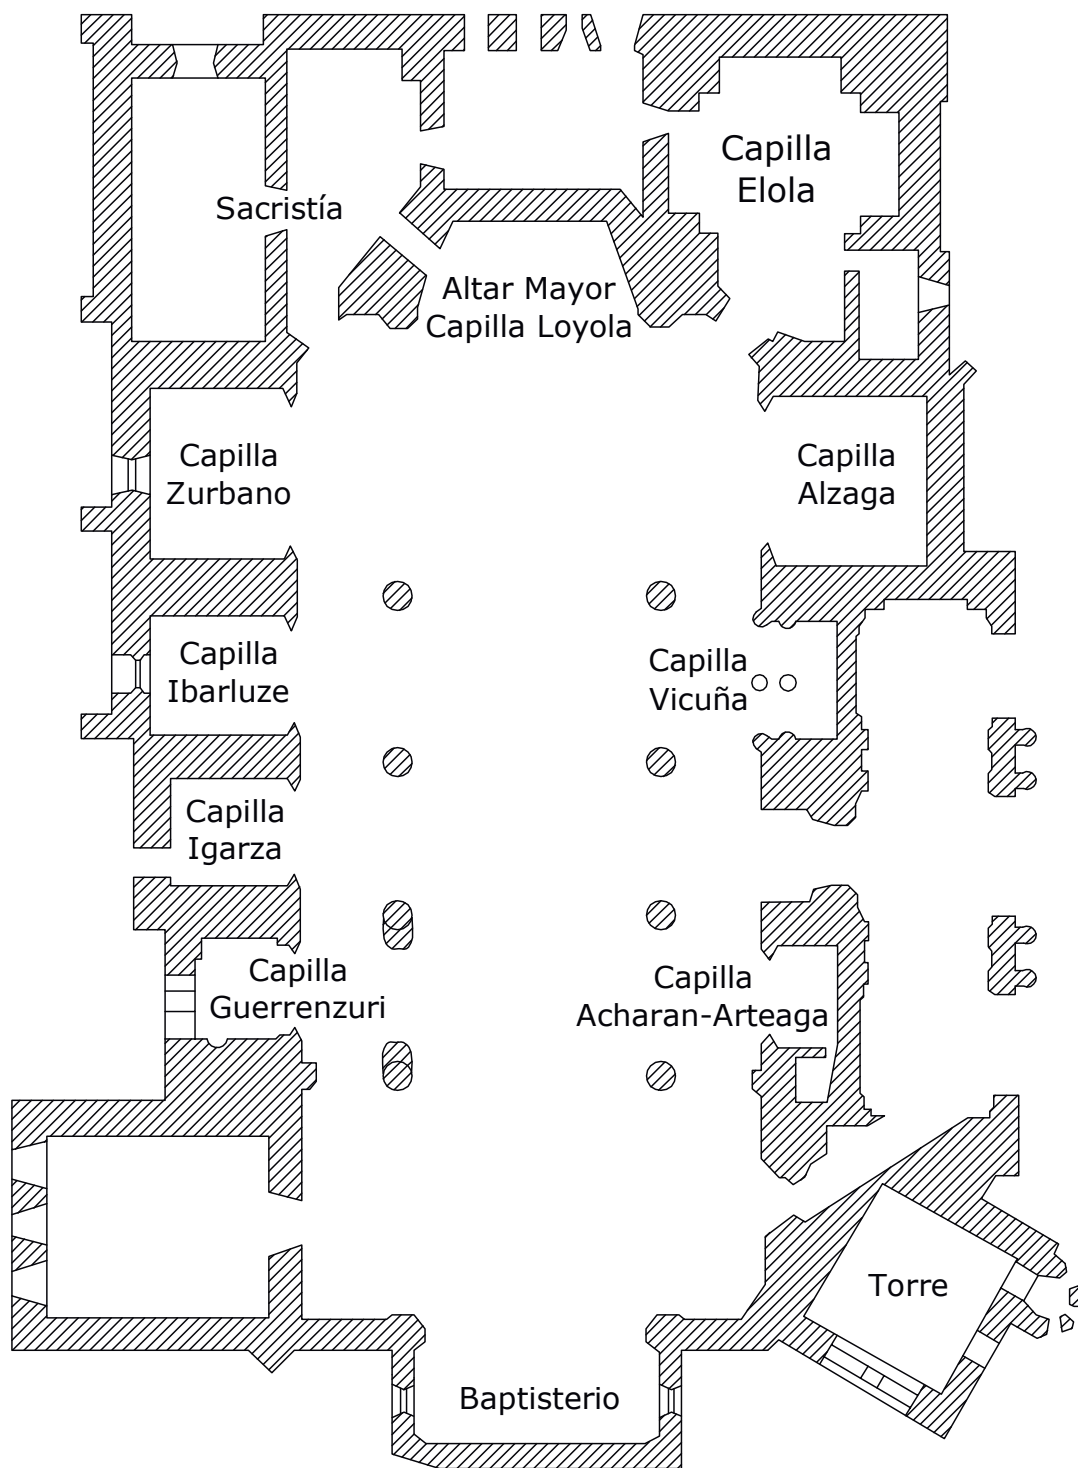 Capilla
Elola
Sacristía
Altar Mayor
Capilla Loyola
Capilla
Zurbano
Capilla
Alzaga
Capilla
Ibarluze
Capilla
Vicuña
Capilla
Igarza
Capilla
Guerrenzuri
Capilla
Acharan-Arteaga
Torre
Baptisterio